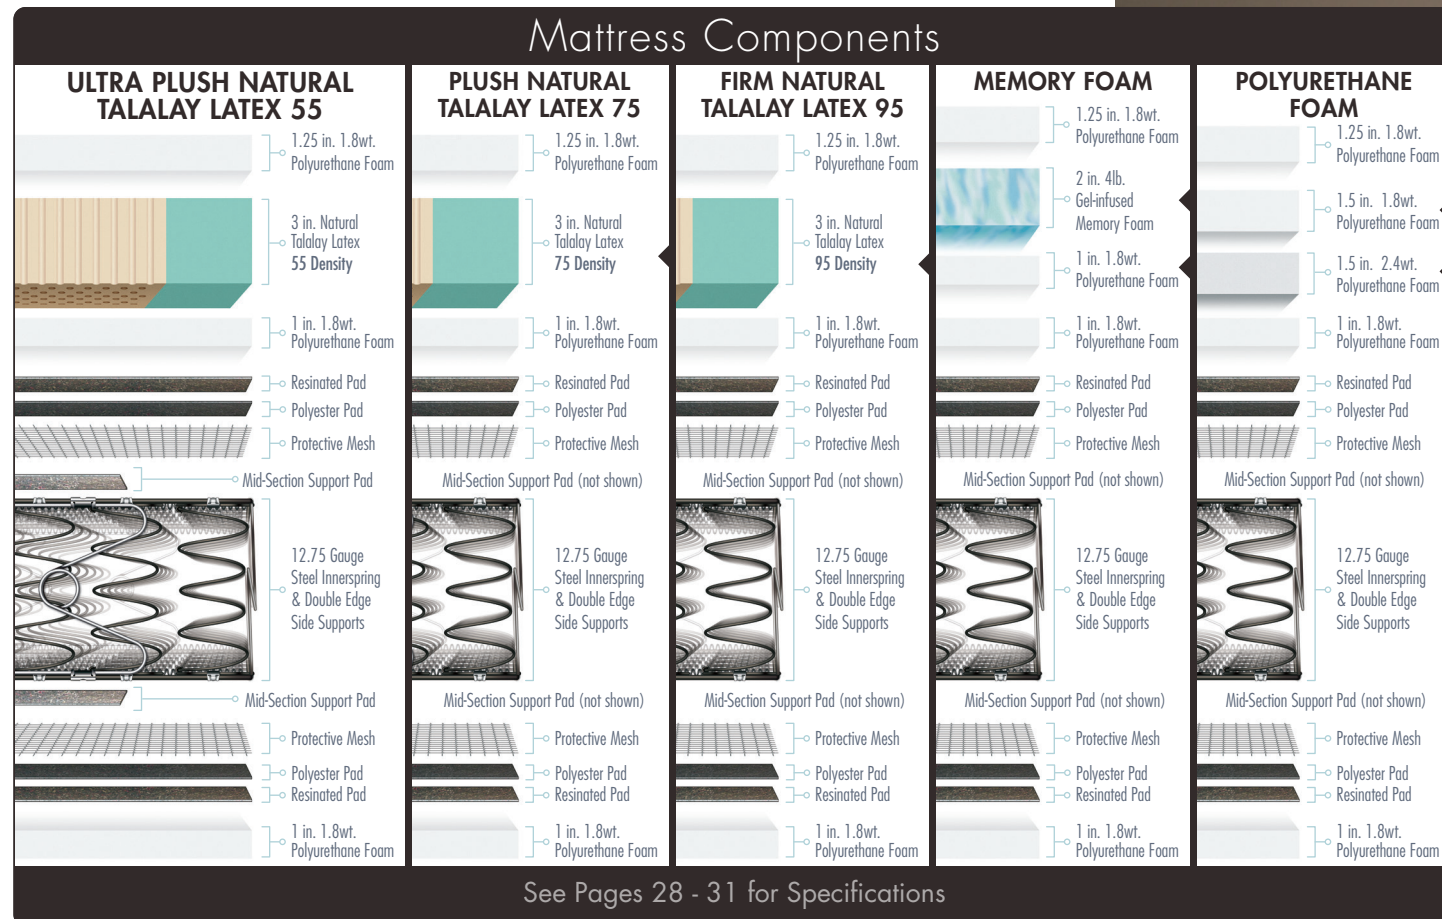 Mattress Components
ULTRA PLUSH NATURAL
TALALAY LATEX 55
1.25 in. 1.8wt.
Polyurethane Foam
3 in. Natural
Talalay Latex
55 Density
1 in. 1.8wt.
Polyurethane Foam
Resinated Pad
Polyester Pad
Protective Mesh
Mid-Section Support Pad
12.75 Gauge
Steel Innerspring
& Double Edge
Side Supports
Mid-Section Support Pad
Protective Mesh
Polyester Pad
Resinated Pad
1 in. 1.8wt.
Polyurethane Foam
PLUSH NATURAL
TALALAY LATEX 75
1.25 in. 1.8wt.
Polyurethane Foam
3 in. Natural
Talalay Latex
75 Density
1 in. 1.8wt.
Polyurethane Foam
Resinated Pad
Polyester Pad
Protective Mesh
Mid-Section Support Pad (not shown)
12.75 Gauge
Steel Innerspring
& Double Edge
Side Supports
Mid-Section Support Pad (not shown)
Protective Mesh
Polyester Pad
Resinated Pad
1 in. 1.8wt.
Polyurethane Foam
FIRM NATURAL
TALALAY LATEX 95
1.25 in. 1.8wt.
Polyurethane Foam
3 in. Natural
Talalay Latex
95 Density
1 in. 1.8wt.
Polyurethane Foam
Resinated Pad
Polyester Pad
Protective Mesh
Mid-Section Support Pad (not shown)
12.75 Gauge
Steel Innerspring
& Double Edge
Side Supports
Mid-Section Support Pad (not shown)
Protective Mesh
Polyester Pad
Resinated Pad
1 in. 1.8wt.
Polyurethane Foam
MEMORY FOAM
1.25 in. 1.8wt.
Polyurethane Foam
2 in. 4lb.
Gel-infused
Memory Foam
1 in. 1.8wt.
Polyurethane Foam
1 in. 1.8wt.
Polyurethane Foam
Resinated Pad
Polyester Pad
Protective Mesh
Mid-Section Support Pad (not shown)
12.75 Gauge
Steel Innerspring
& Double Edge
Side Supports
Mid-Section Support Pad (not shown)
Protective Mesh
Polyester Pad
Resinated Pad
1 in. 1.8wt.
Polyurethane Foam
POLYURETHANE
FOAM
1.25 in. 1.8wt.
Polyurethane Foam
1.5 in. 1.8wt.
Polyurethane Foam
1.5 in. 2.4wt.
Polyurethane Foam
1 in. 1.8wt.
Polyurethane Foam
Resinated Pad
Polyester Pad
Protective Mesh
Mid-Section Support Pad (not shown)
12.75 Gauge
Steel Innerspring
& Double Edge
Side Supports
Mid-Section Support Pad (not shown)
Protective Mesh
Polyester Pad
Resinated Pad
1 in. 1.8wt.
Polyurethane Foam
See Pages 28 - 31 for Specifications